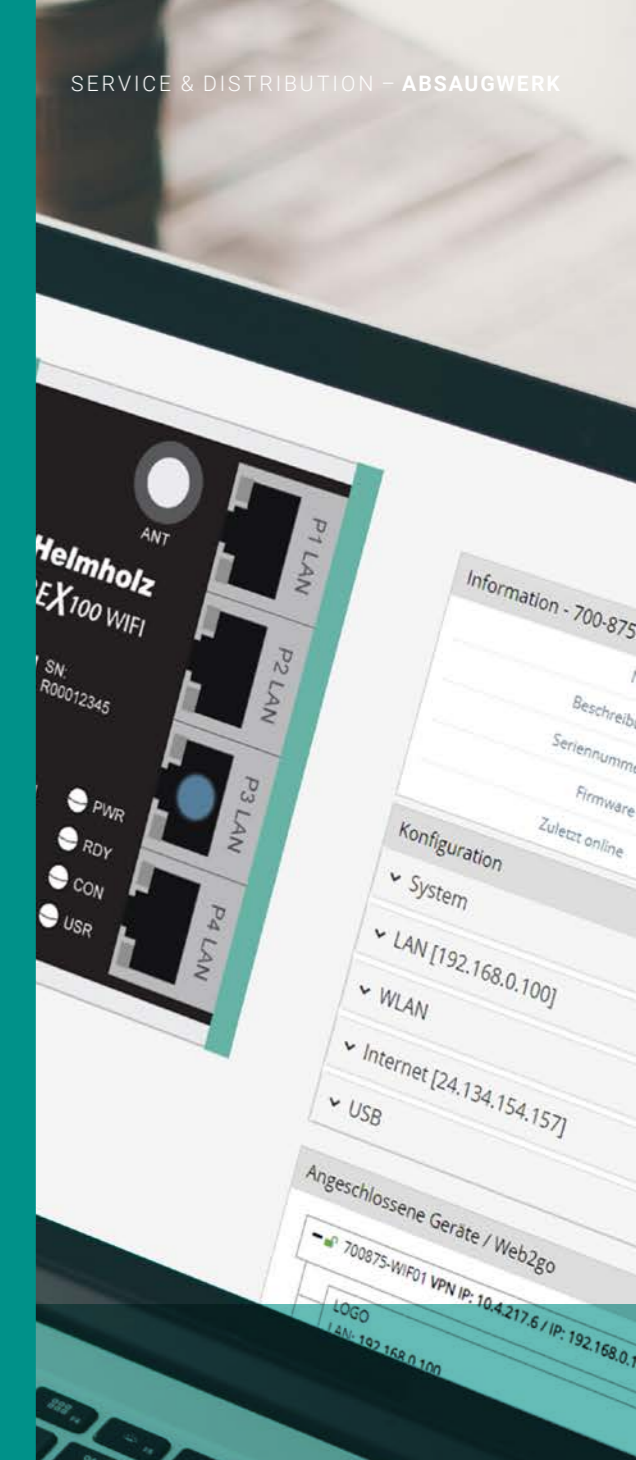 SERVICE & DISTRIBUTION – ABSAUGWERK
ANT
Helmholz
EX100 WIFI
SN:
R00012345
PWR
RDY
CON
USR
P1 LAN
P2 LAN
P3 LAN
P4 LAN
Information - 700-875
Beschreibu
Seriennumme
Firmware
Zuletzt online
Konfiguration
System
LAN [192.168.0.100]
WLAN
Internet [24.134.154.157]
USB
Angeschlossene Geräte / Web2go
700875-WIF01 VPN IP: 10.4.217.6 / IP: 192.168.0.1
LOGO
LAN: 192.168.0.100